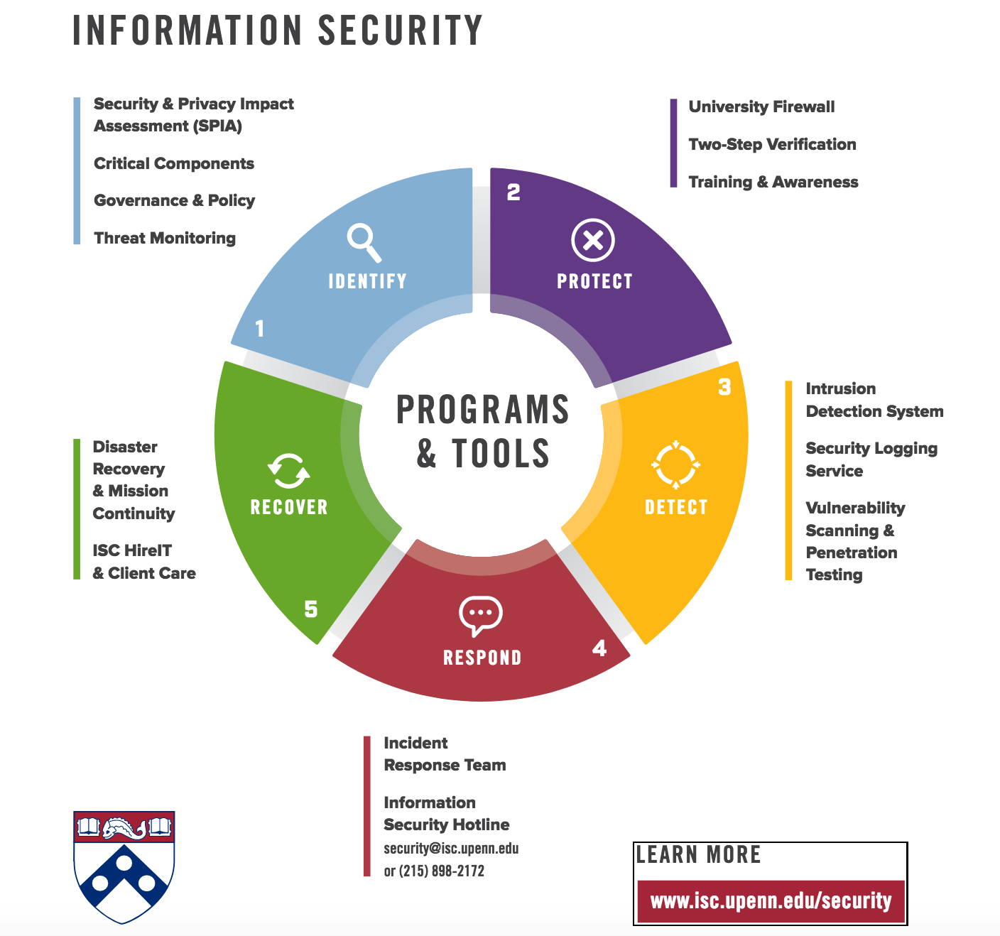 INFORMATION SECURITY
Security & Privacy Impact
Assessment (SPIA)
Critical Components
Governance & Policy
Threat Monitoring
University Firewall
Two-Step Verification
Training & Awareness
1
IDENTIFY
2
PROTECT
3
DETECT
4
RESPOND
5
RECOVER
PROGRAMS
& TOOLS
Intrusion
Detection System
Security Logging
Service
Vulnerability
Scanning &
Penetration
Testing
Disaster
Recovery
& Mission
Continuity
ISC HireIT
& Client Care
Incident
Response Team
Information
Security Hotline
security@isc.upenn.edu
or (215) 898-2172
LEARN MORE
www.isc.upenn.edu/security